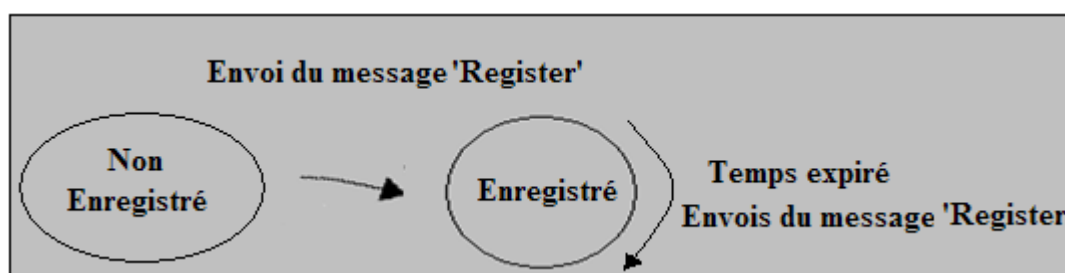 Envoi du message 'Register'
Non
Enregistré
Enregistré
Temps expiré
Envois du message 'Register